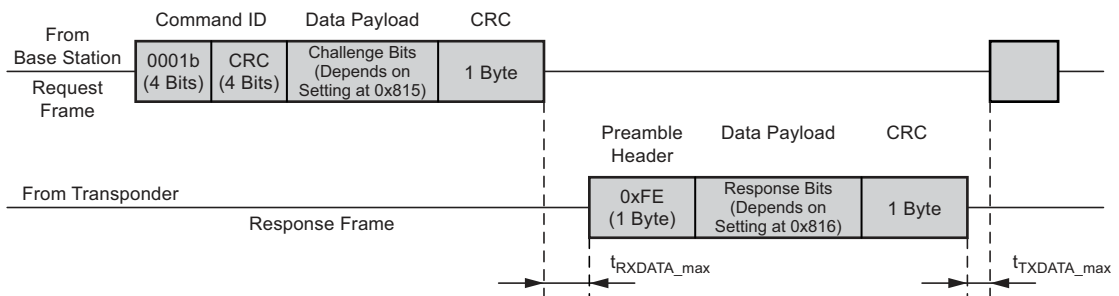 Command ID Data Payload CRC
From
Base Station
Request
Frame
0001b
(4 Bits)
CRC
(4 Bits)
Challenge Bits
(Depends on
Setting at 0x815)
1 Byte
Preamble
Header
Data Payload CRC
From Transponder
Response Frame
0xFE
(1 Byte)
Response Bits
(Depends on
Setting at 0x816)
1 Byte
tRXDATA_max
tTXDATA_max